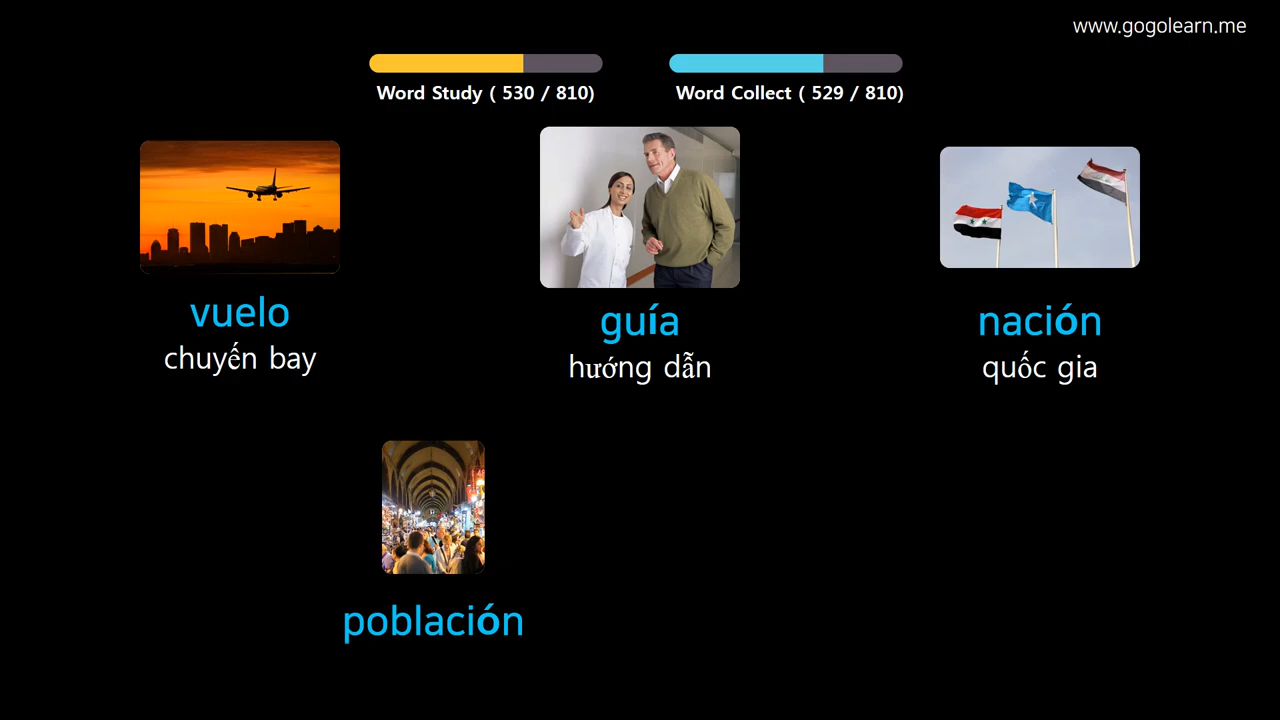 www.gogolearn.me
Word Study ( 530 / 810)
Word Collect ( 529 / 810)
vuelo
chuyến bay
guía
hướng dẫn
nación
quốc gia
población